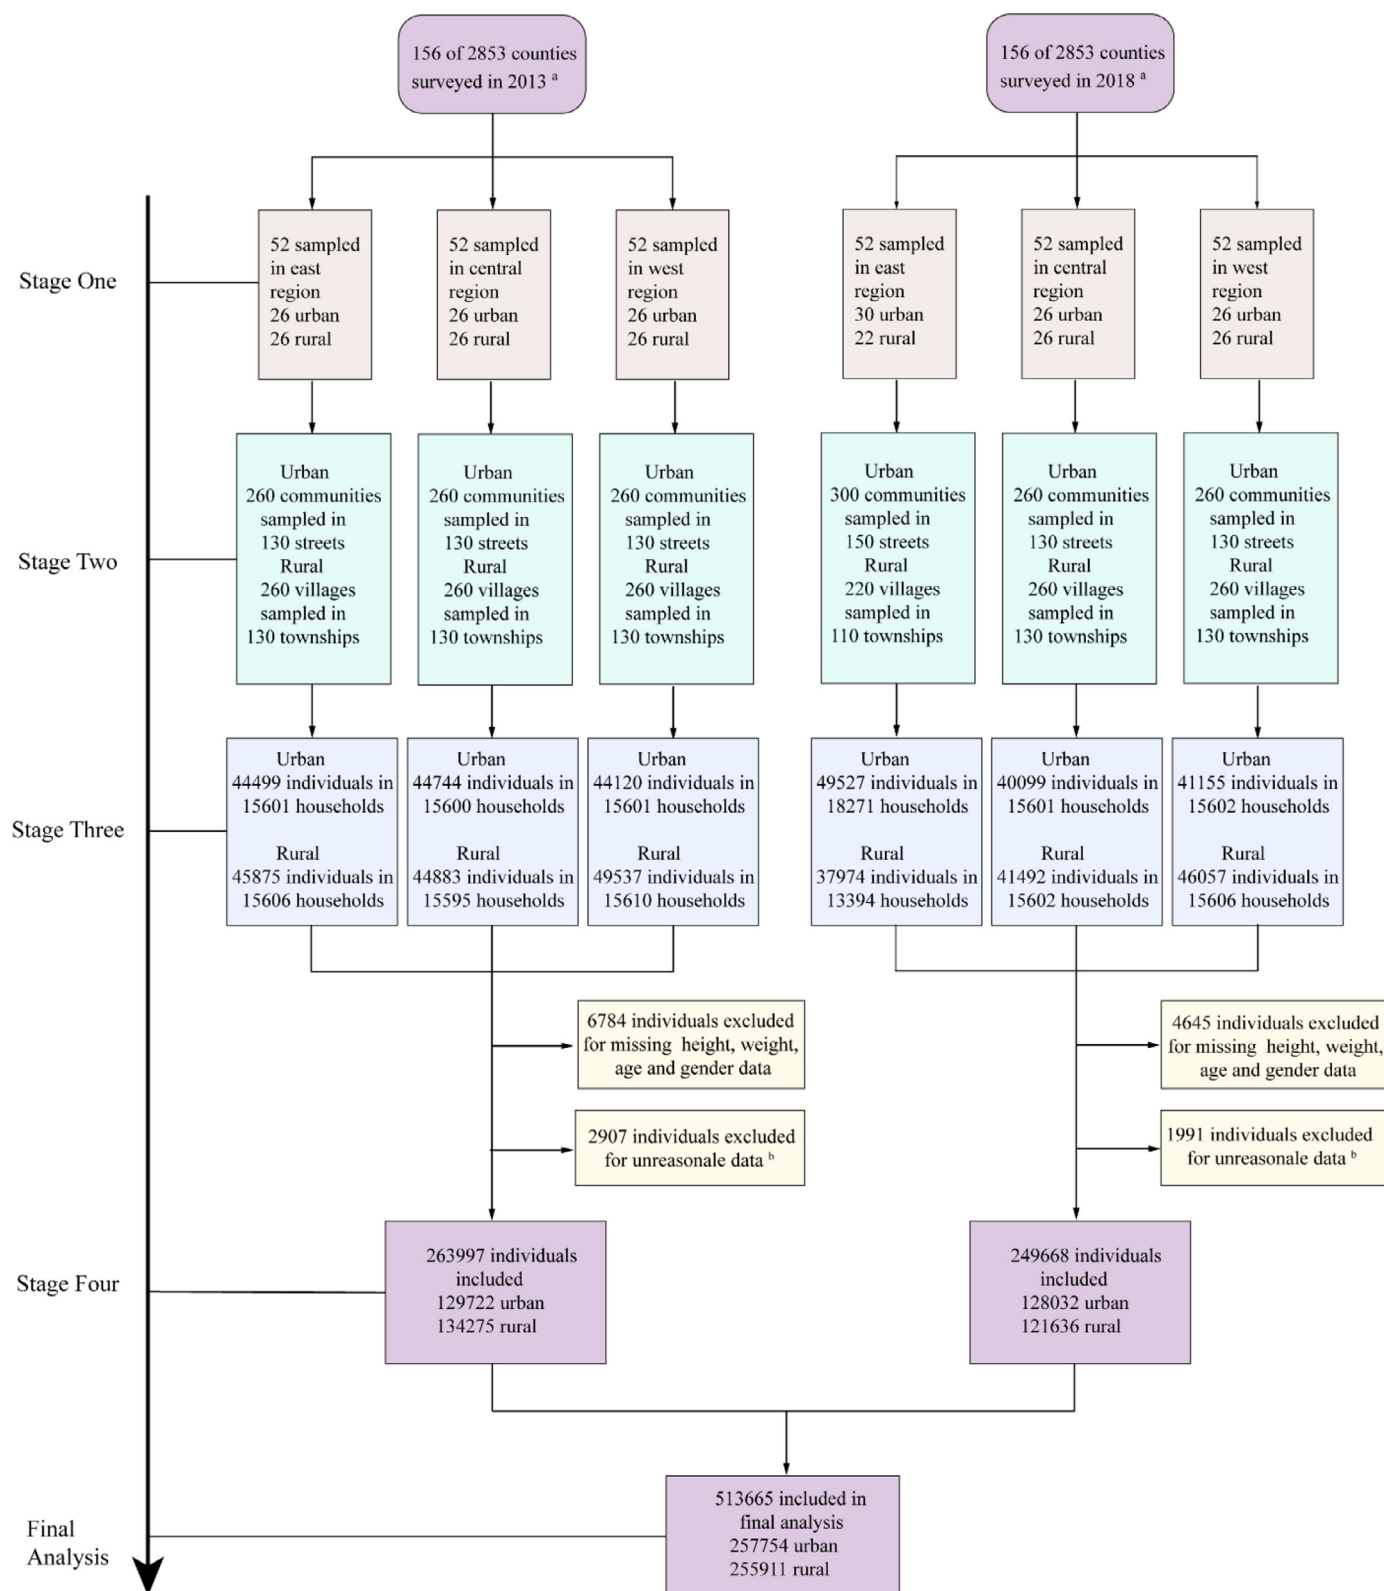 156 of 2853 counties
surveyed in 2013 a
156 of 2853 counties
surveyed in 2018 a
Stage One
52 sampled
in east
region
26 urban
26 rural
52 sampled
in central
region
26 urban
26 rural
52 sampled
in west
region
26 urban
26 rural
52 sampled
in east
region
30 urban
22 rural
52 sampled
in central
region
26 urban
26 rural
52 sampled
in west
region
26 urban
26 rural
Stage Two
Urban
260 communities
sampled in
130 streets
Rural
260 villages
sampled in
130 townships
Urban
260 communities
sampled in
130 streets
Rural
260 villages
sampled in
130 townships
Urban
260 communities
sampled in
130 streets
Rural
260 villages
sampled in
130 townships
Urban
300 communities
sampled in
150 streets
Rural
220 villages
sampled in
110 townships
Urban
260 communities
sampled in
130 streets
Rural
260 villages
sampled in
130 townships
Urban
260 communities
sampled in
130 streets
Rural
260 villages
sampled in
130 townships
Stage Three
Urban
44499 individuals in
15601 households
Rural
45875 individuals in
15606 households
Urban
44744 individuals in
15600 households
Rural
44883 individuals in
15595 households
Urban
44120 individuals in
15601 households
Rural
49537 individuals in
15610 households
Urban
49527 individuals in
18271 households
Rural
37974 individuals in
13394 households
Urban
40099 individuals in
15601 households
Rural
41492 individuals in
15602 households
Urban
41155 individuals in
15602 households
Rural
46057 individuals in
15606 households
6784 individuals excluded
for missing height, weight,
age and gender data
4645 individuals excluded
for missing height, weight,
age and gender data
2907 individuals excluded
for unreasonale data b
1991 individuals excluded
for unreasonale data b
Stage Four
263997 individuals
included
129722 urban
134275 rural
249668 individuals
included
128032 urban
121636 rural
Final
Analysis
513665 included in
final analysis
257754 urban
255911 rural